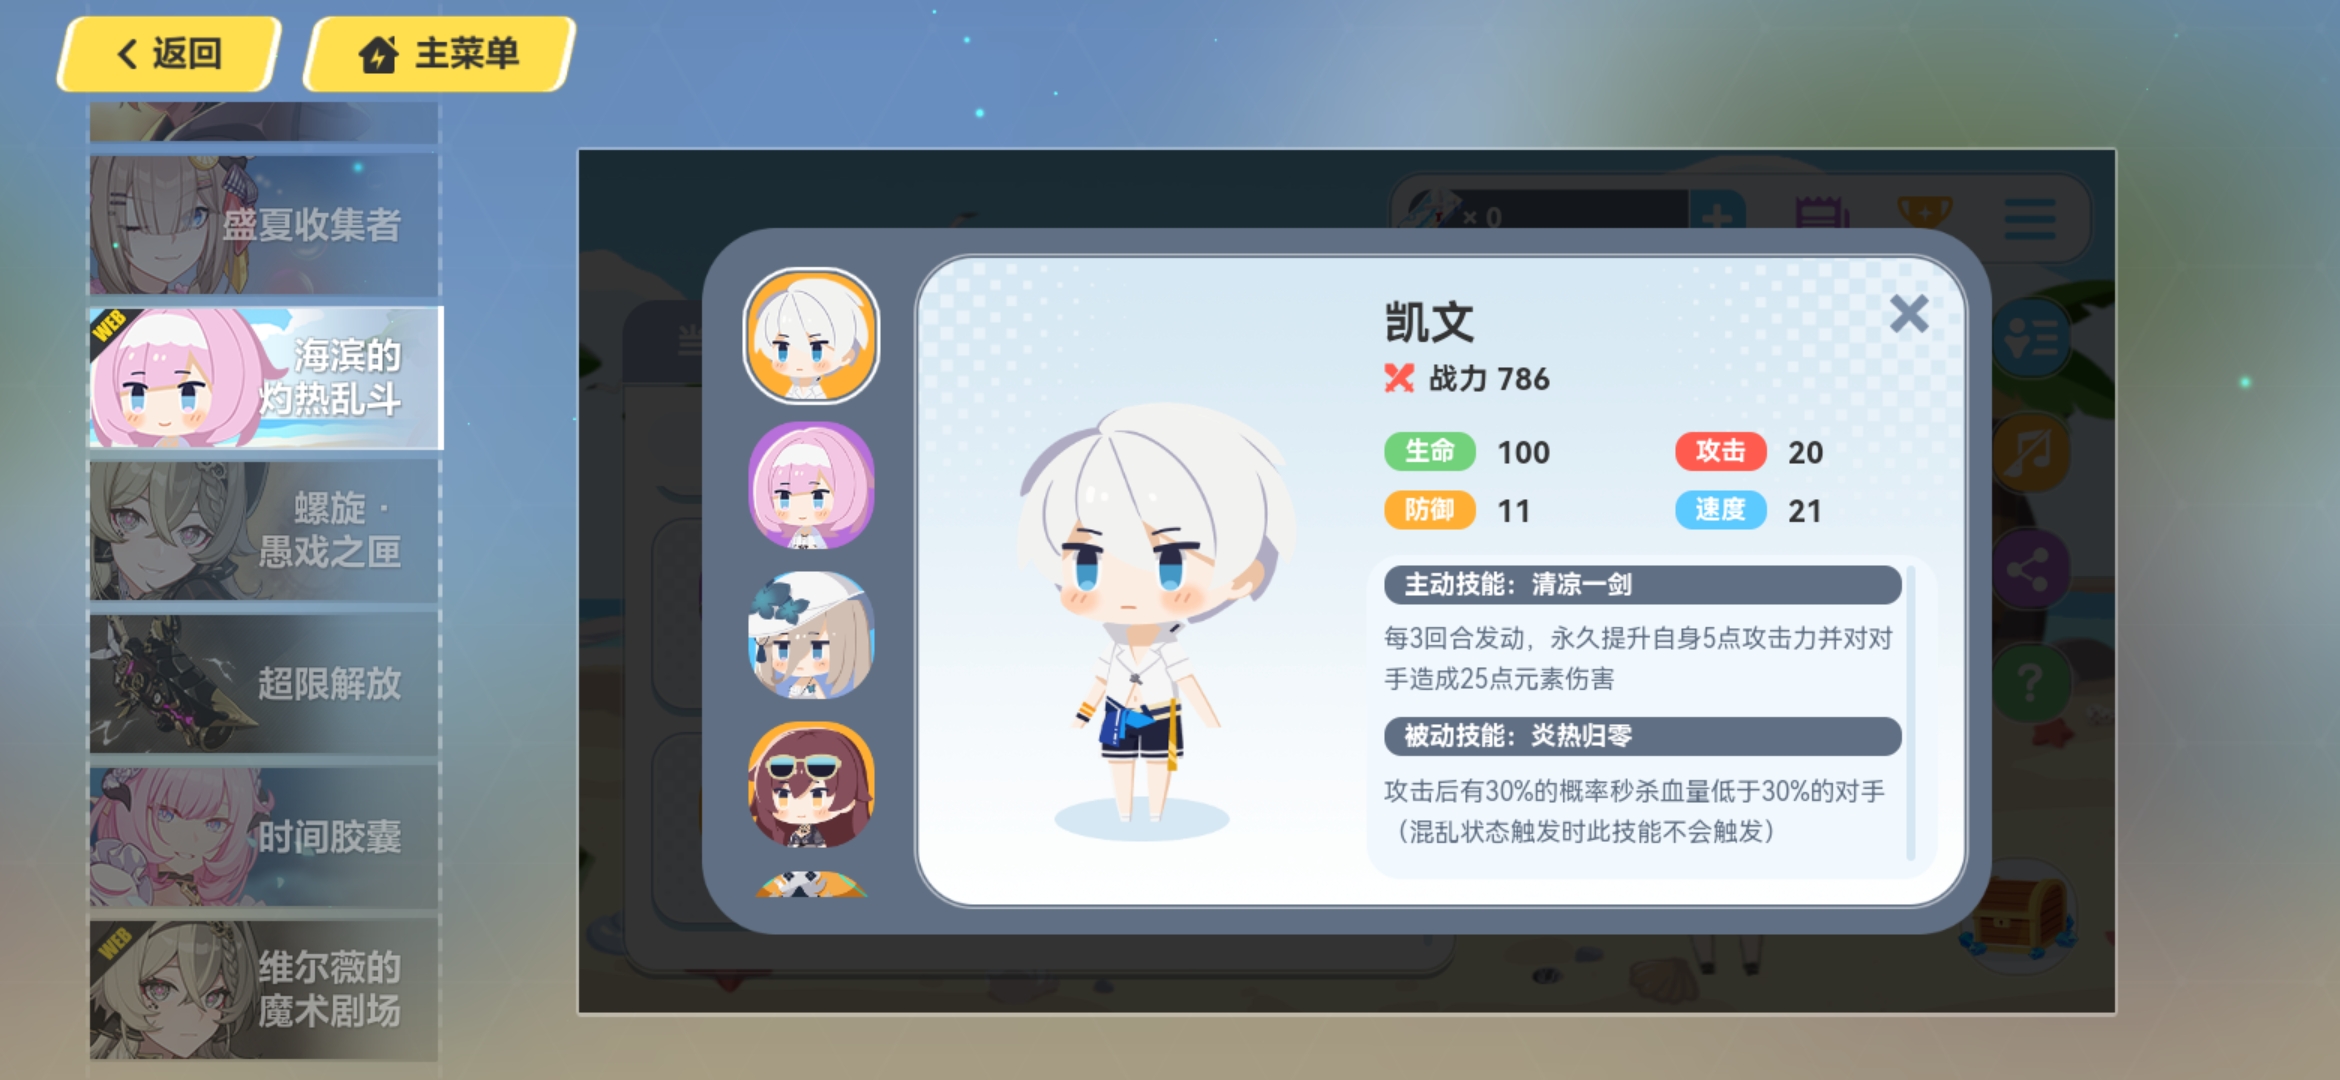 返回
主菜单
盛夏收集者
WEB
海滨的
灼热乱斗
螺旋·
愚戏之匣
超限解放
时间胶囊
WEB
维尔薇的
魔术剧场
× 0
凯文
战力 786
生命 100
攻击 20
防御 11
速度 21
主动技能：清凉一剑
每3回合发动，永久提升自身5点攻击力并对对
手造成25点元素伤害
被动技能：炎热归零
攻击后有30%的概率秒杀血量低于30%的对手
（混乱状态触发时此技能不会触发）
?